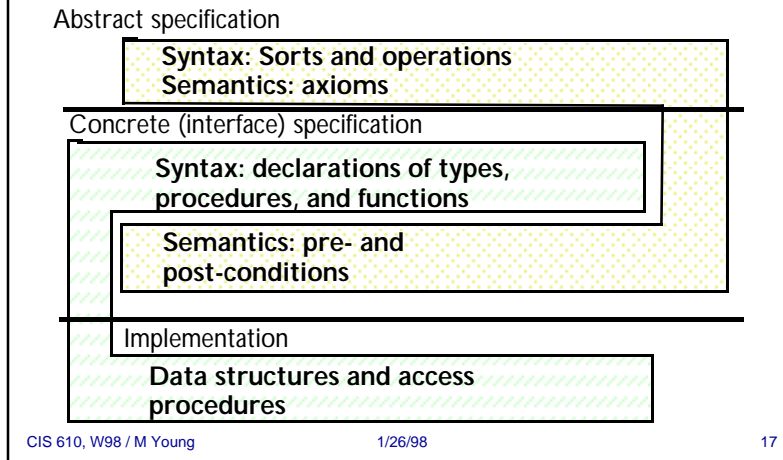 Abstract specification
Syntax: Sorts and operations
Semantics: axioms
Concrete (interface) specification
Syntax: declarations of types,
procedures, and functions
Semantics: pre- and
post-conditions
Implementation
Data structures and access
procedures
CIS 610, W98 / M Young 1/26/98 17